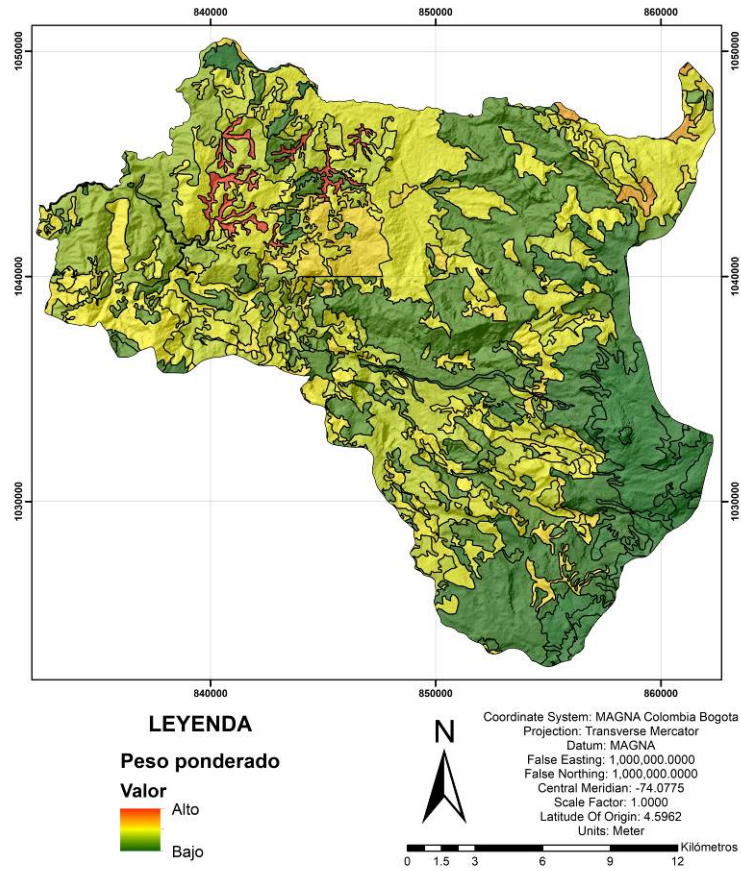 840000
850000
860000
1050000
1050000
1040000
1040000
1030000
1030000
840000
850000
860000
LEYENDA
Peso ponderado
Valor
Alto
Bajo
N
Coordinate System: MAGNA Colombia Bogota
Projection: Transverse Mercator
Datum: MAGNA
False Easting: 1,000,000.0000
False Northing: 1,000,000.0000
Central Meridian: -74.0775
Scale Factor: 1.0000
Latitude Of Origin: 4.5962
Units: Meter
Kilómetros
0 1.5 3 6 9 12